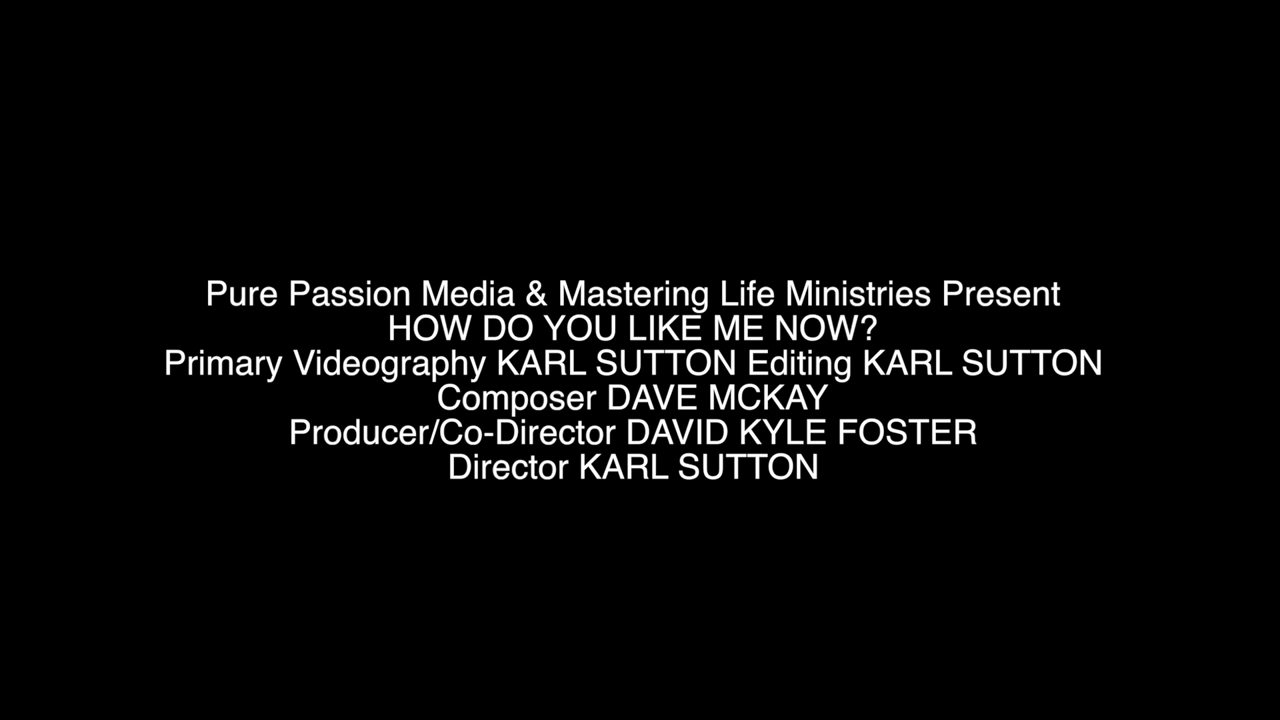 Pure Passion Media & Mastering Life Ministries Present
HOW DO YOU LIKE ME NOW?
Primary Videography KARL SUTTON Editing KARL SUTTON
Composer DAVE MCKAY
Producer/Co-Director DAVID KYLE FOSTER
Director KARL SUTTON